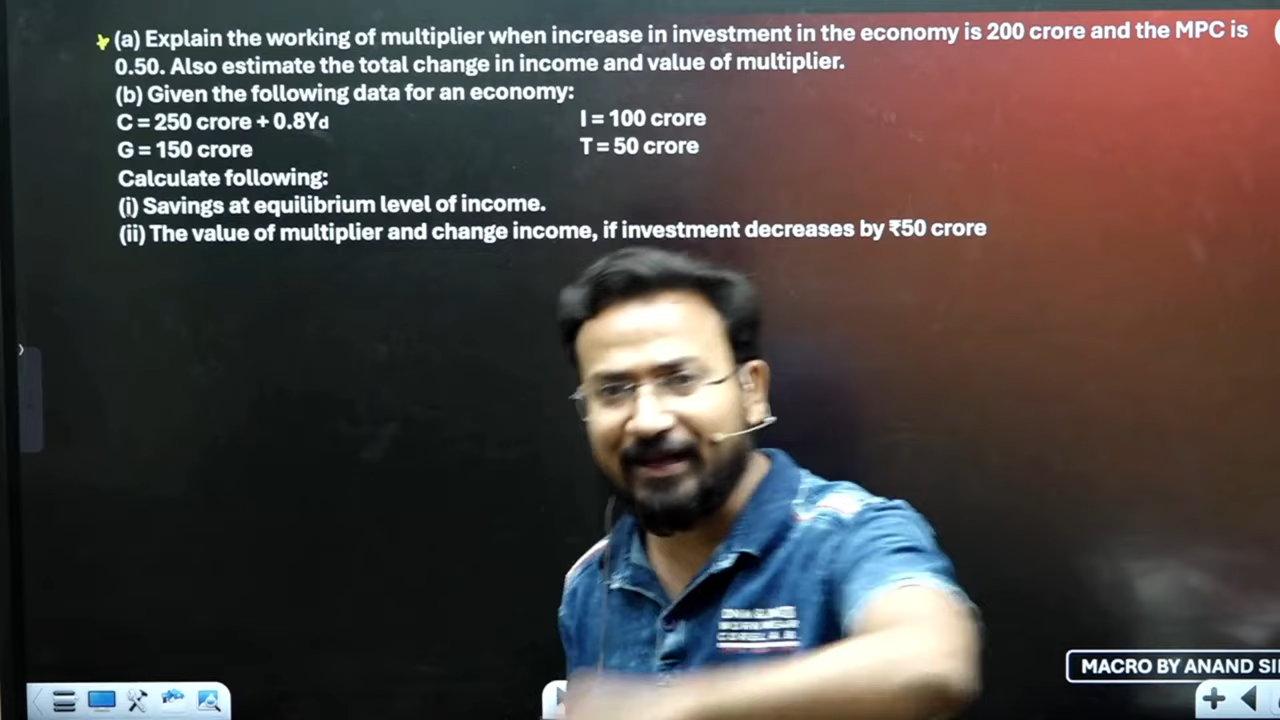 (a) Explain the working of multiplier when increase in investment in the economy is 200 crore and the MPC is
0.50. Also estimate the total change in income and value of multiplier.
(b) Given the following data for an economy:
C = 250 crore + 0.8Yd
I = 100 crore
G = 150 crore
T = 50 crore
Calculate following:
(i) Savings at equilibrium level of income.
(ii) The value of multiplier and change income, if investment decreases by ₹50 crore
MACRO BY ANAND